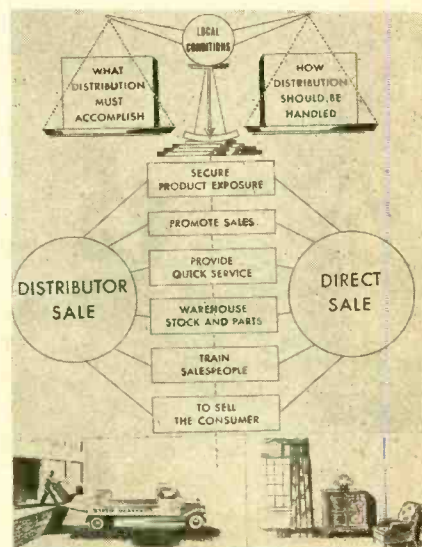 LOCAL
CONDITIONS
WHAT
DISTRIBUTION
MUST
ACCOMPLISH
HOW
DISTRIBUTION
SHOULD BE
HANDLED
SECURE
PRODUCT EXPOSURE
PROMOTE SALES
PROVIDE
QUICK SERVICE
WAREHOUSE
STOCK AND PARTS
TRAIN
SALESPEOPLE
TO SELL
THE CONSUMER
DISTRIBUTOR
SALE
DIRECT
SALE